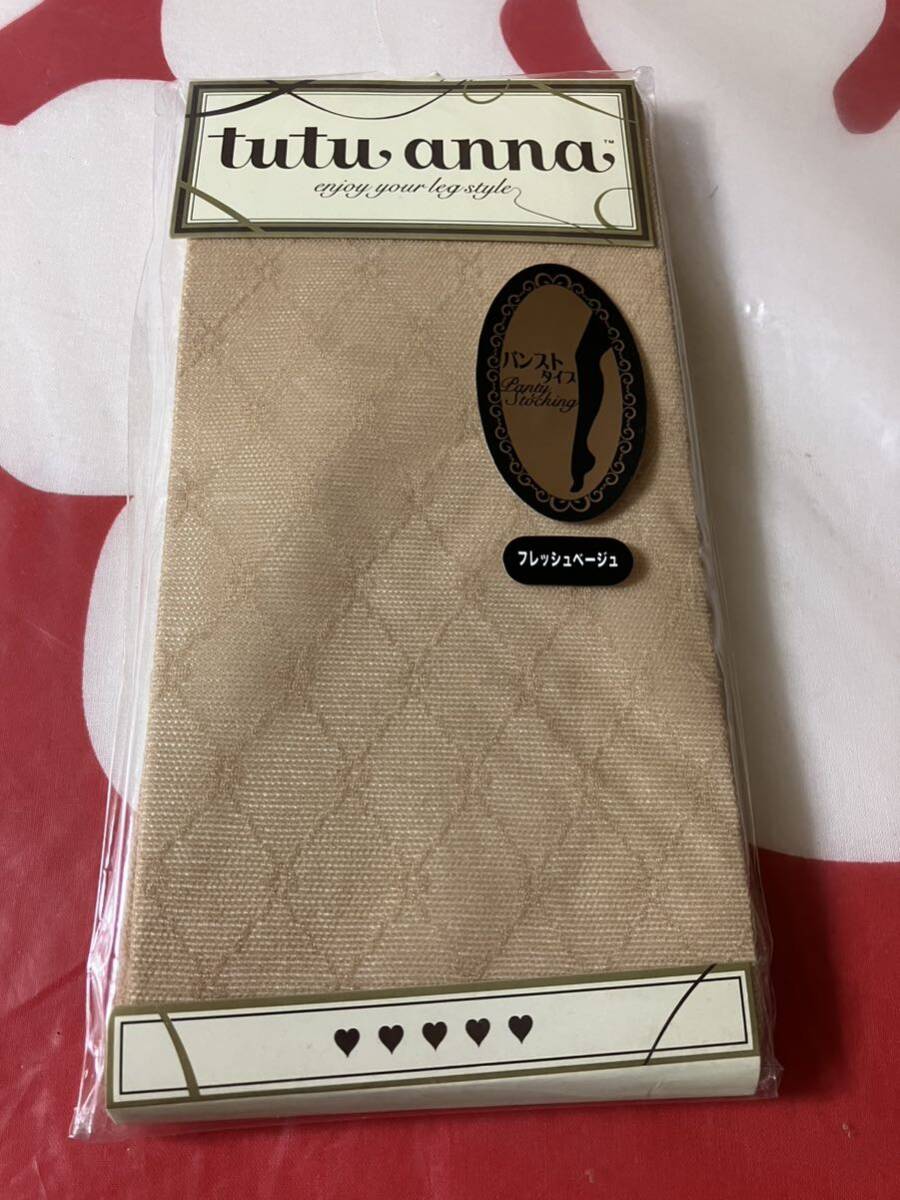 tutu anna™
enjoy your leg style
パンスト
タイプ
Panty
Stocking
フレッシュベージュ